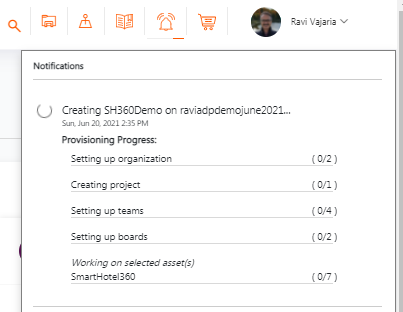 Ravi Vajaria
Notifications
Creating SH360Demo on raviadpdemojune2021...
Sun, Jun 20, 2021 2:35 PM
Provisioning Progress:
Setting up organization ( 0/2 )
Creating project ( 0/1 )
Setting up teams ( 0/4 )
Setting up boards ( 0/2 )
Working on selected asset(s)
SmartHotel360 ( 0/7 )